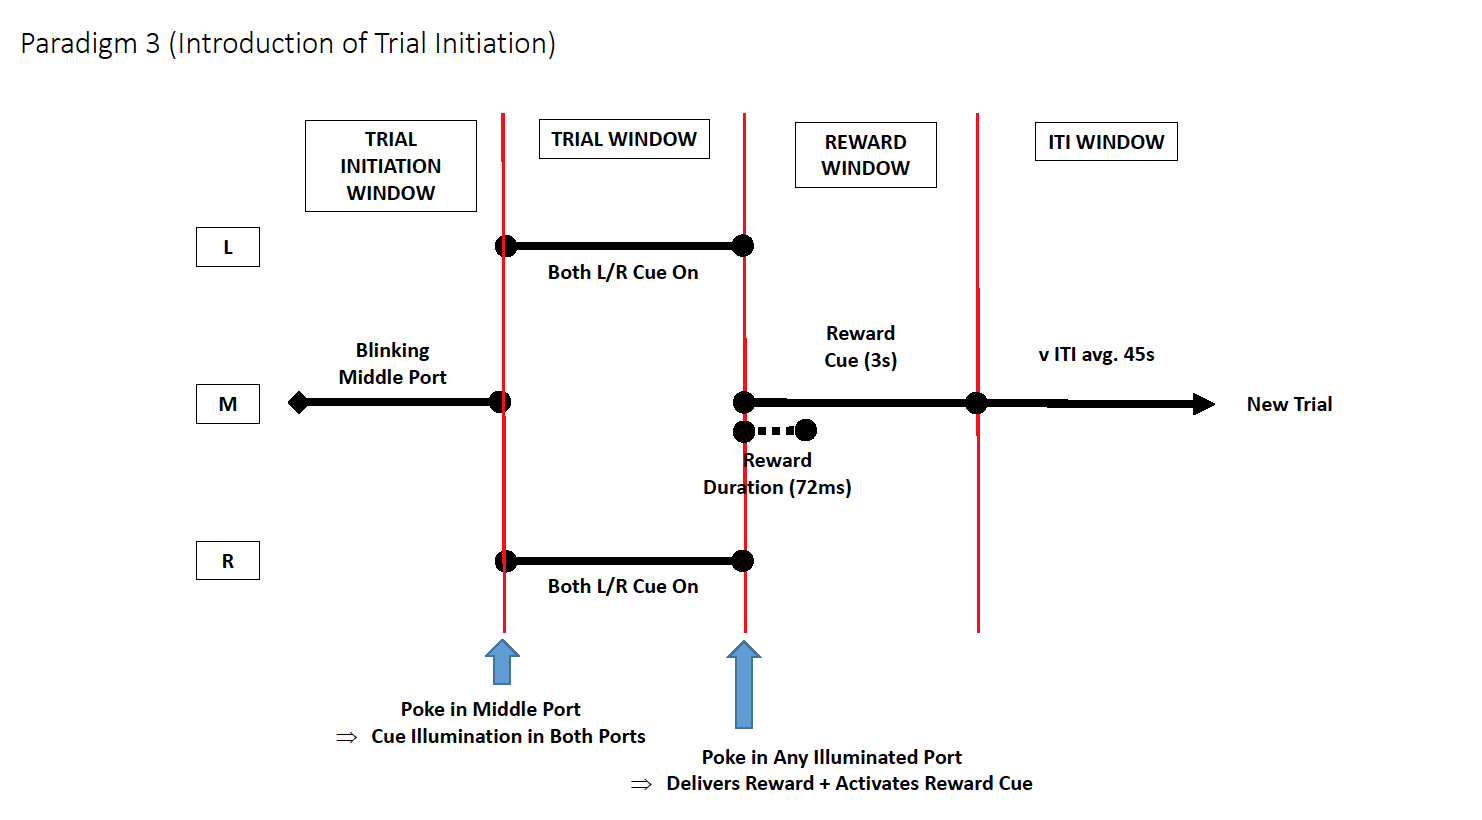 Paradigm 3 (Introduction of Trial Initiation)
TRIAL
INITIATION
WINDOW
TRIAL WINDOW
REWARD
WINDOW
ITI WINDOW
L
Both L/R Cue On
Blinking
Middle Port
Reward
Cue (3s)
v ITI avg. 45s
M
New Trial
Reward
Duration (72ms)
R
Both L/R Cue On
Poke in Middle Port
⇒ Cue Illumination in Both Ports
Poke in Any Illuminated Port
⇒ Delivers Reward + Activates Reward Cue